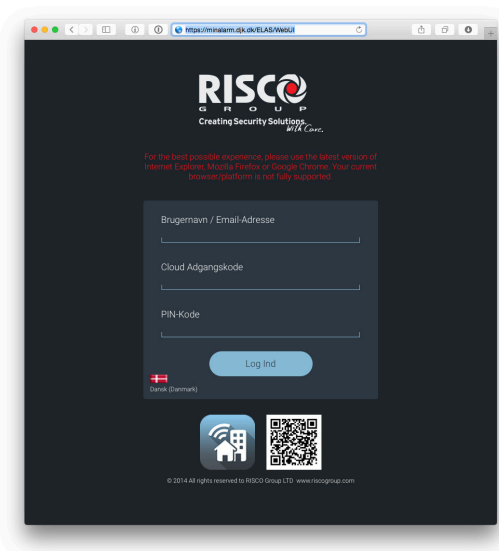 https://minalarm.djk.dk/ELAS/WebUI
RISCO
GROUP
Creating Security Solutions.
With Care.
For the best possible experience, please use the latest version of
Internet Explorer, Mozilla Firefox or Google Chrome. Your current
browser/platform is not fully supported.
Brugernavn / Email-Adresse
Cloud Adgangskode
PIN-Kode
Log Ind
Dansk (Danmark)
© 2014 All rights reserved to RISCO Group LTD www.riscogroup.com